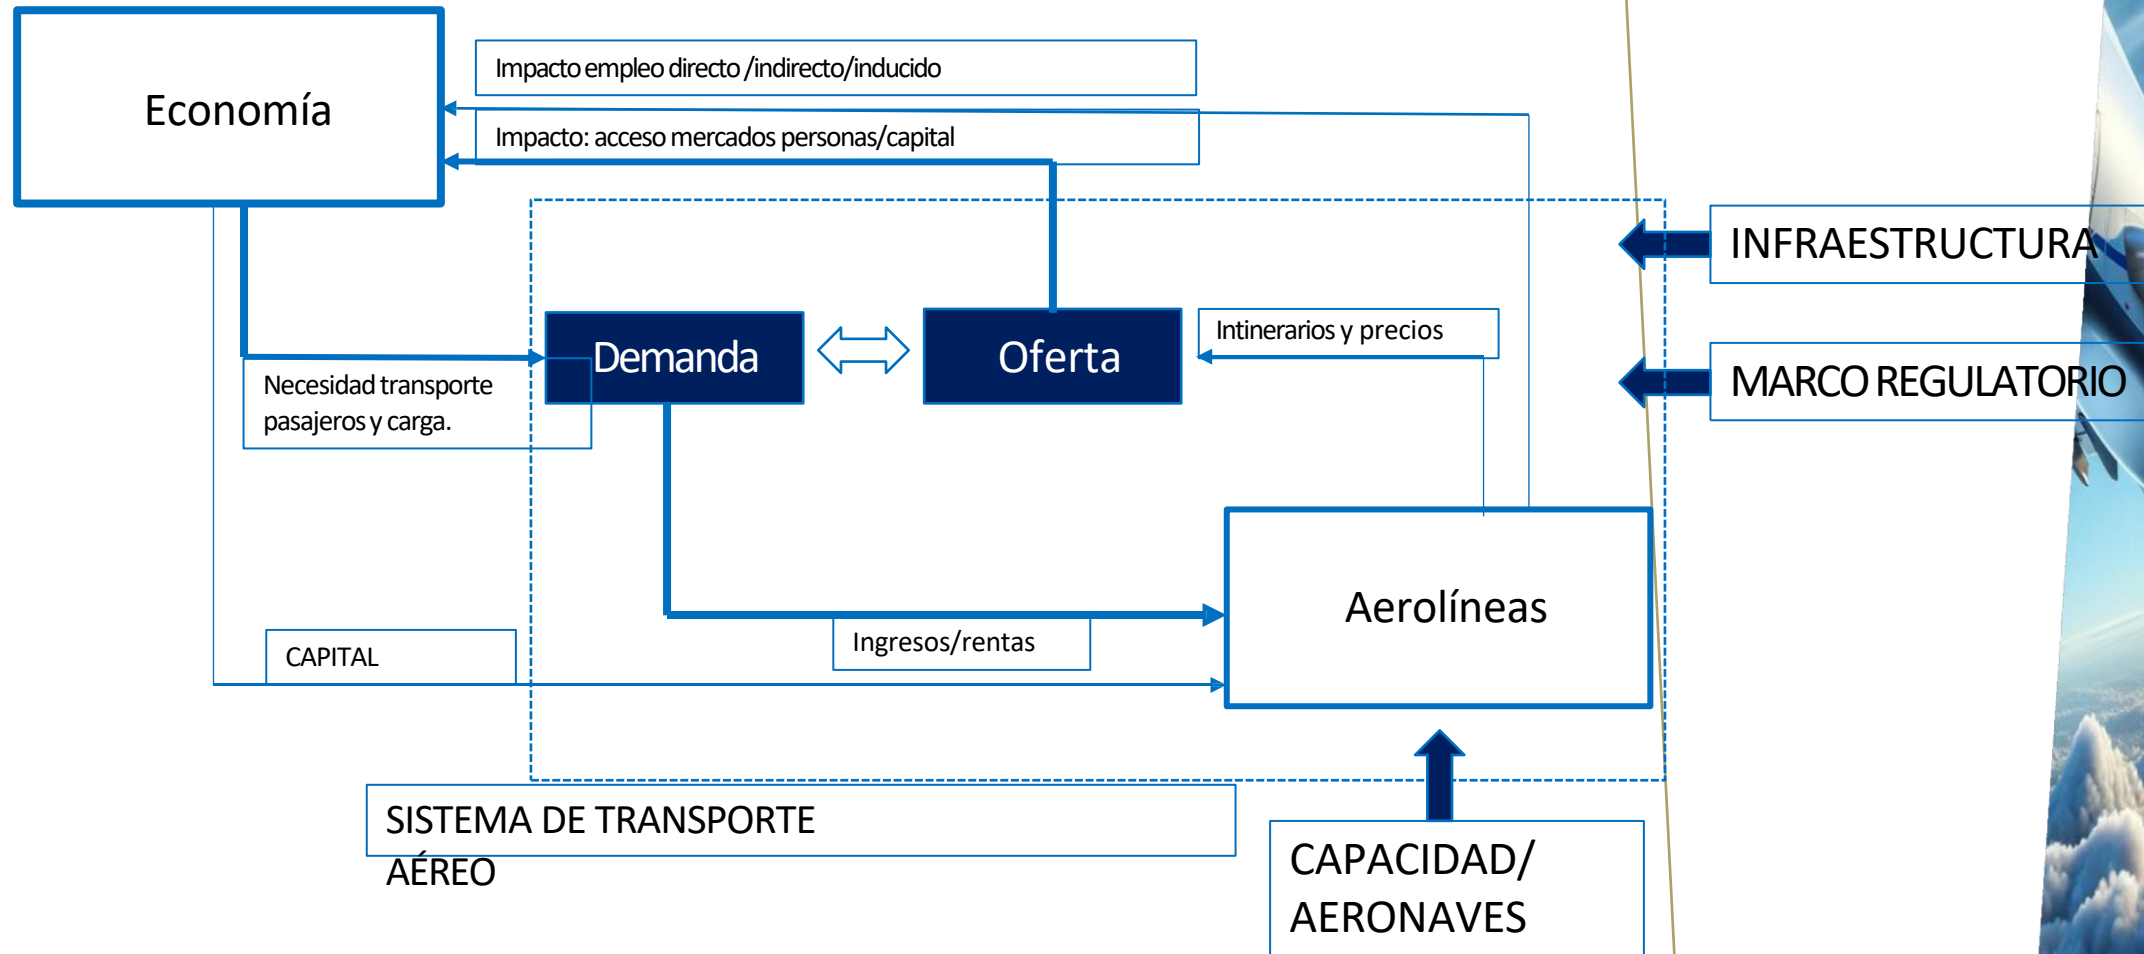 Economía
Impacto empleo directo /indirecto/inducido
Impacto: acceso mercados personas/capital
INFRAESTRUCTURA
Demanda
Oferta
Intinerarios y precios
MARCO REGULATORIO
Necesidad transporte
pasajeros y carga.
Aerolíneas
Ingresos/rentas
CAPITAL
SISTEMA DE TRANSPORTE
AÉREO
CAPACIDAD/
AERONAVES